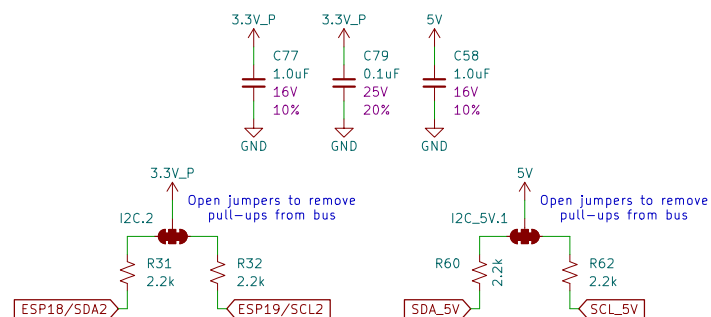 3.3V_P
3.3V_P
5V
C77
1.0uF
16V
10%
C79
0.1uF
25V
20%
C58
1.0uF
16V
10%
GND
GND
GND
3.3V_P
Open jumpers to remove
pull-ups from bus
I2C.2
R31
2.2k
R32
2.2k
ESP18/SDA2
ESP19/SCL2
5V
Open jumpers to remove
pull-ups from bus
I2C_5V.1
R60
2.2k
R62
2.2k
SDA_5V
SCL_5V